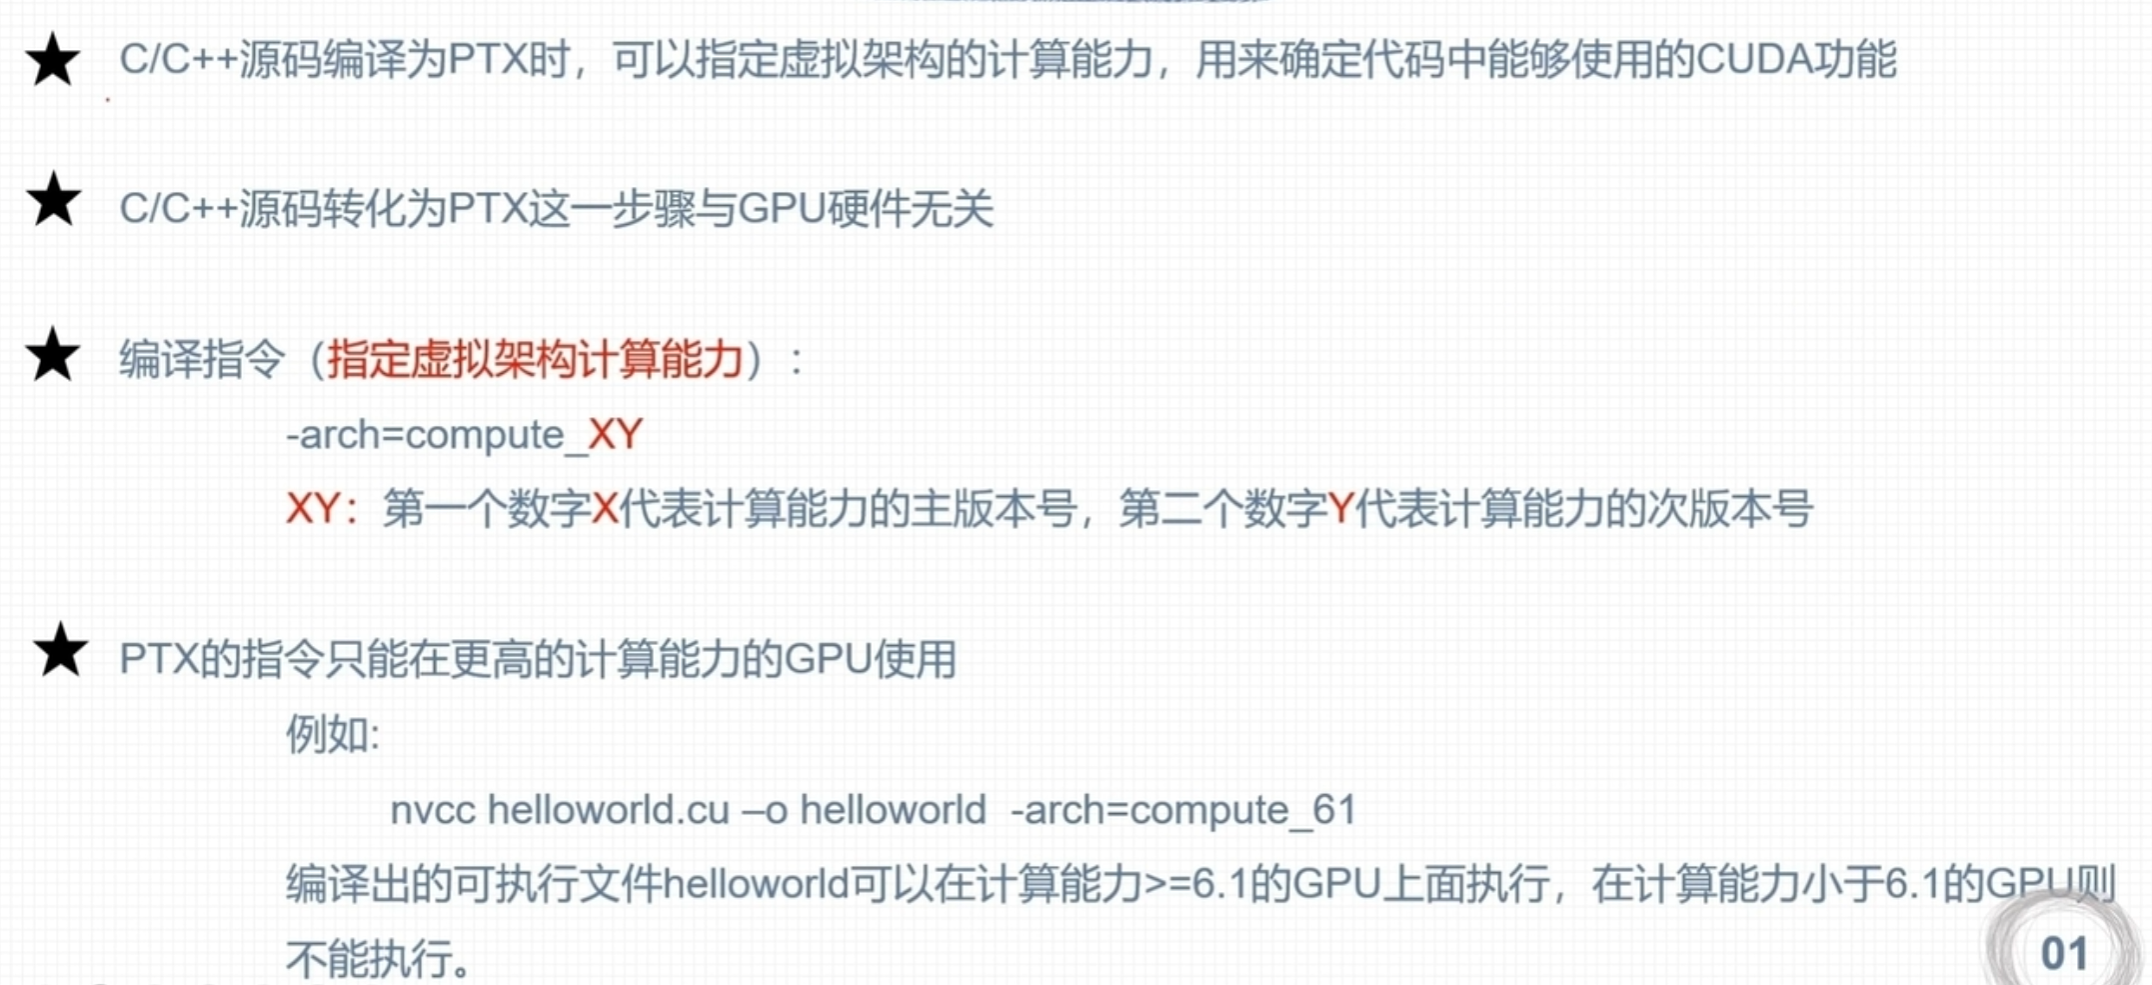 C/C++源码编译为PTX时，可以指定虚拟架构的计算能力，用来确定代码中能够使用的CUDA功能
C/C++源码转化为PTX这一步骤与GPU硬件无关
编译指令（指定虚拟架构计算能力）：
-arch=compute_XY
XY：第一个数字X代表计算能力的主版本号，第二个数字Y代表计算能力的次版本号
PTX的指令只能在更高的计算能力的GPU使用
例如:
nvcc helloworld.cu –o helloworld -arch=compute_61
编译出的可执行文件helloworld可以在计算能力>=6.1的GPU上面执行，在计算能力小于6.1的GPU则
不能执行。
01